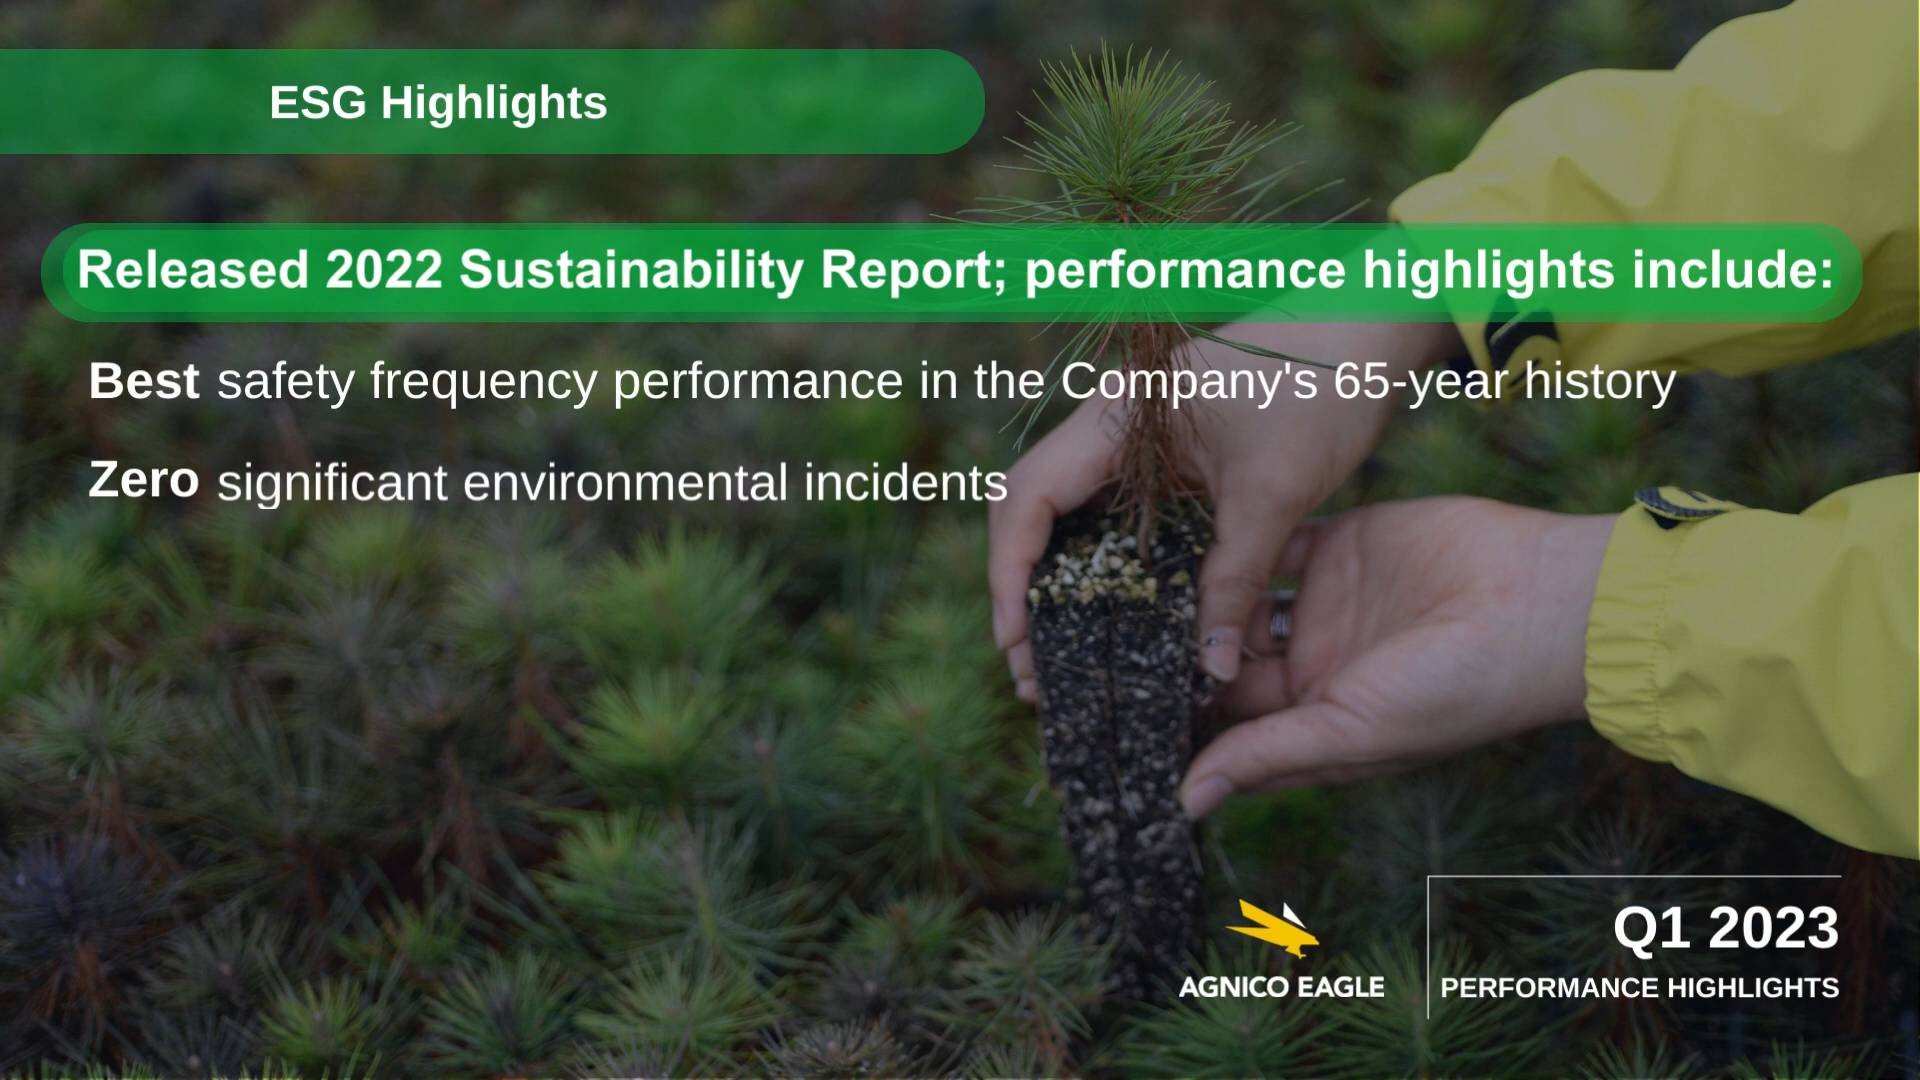 ESG Highlights
Released 2022 Sustainability Report; performance highlights include:
Best safety frequency performance in the Company's 65-year history
Zero significant environmental incidents
AGNICO EAGLE
Q1 2023
PERFORMANCE HIGHLIGHTS